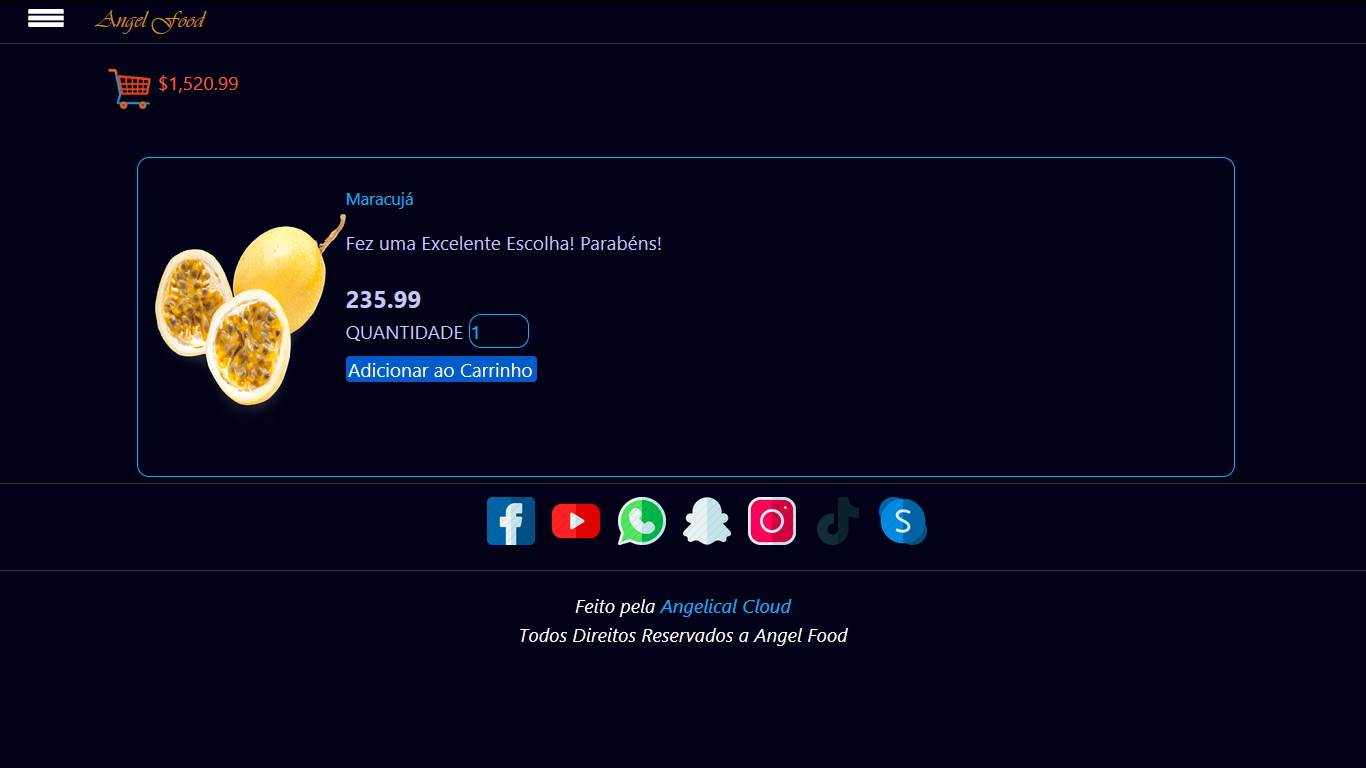 Angel Food
$1,520.99
Maracujá
Fez uma Excelente Escolha! Parabéns!
235.99
QUANTIDADE 1
Adicionar ao Carrinho
Feito pela Angelical Cloud
Todos Direitos Reservados a Angel Food